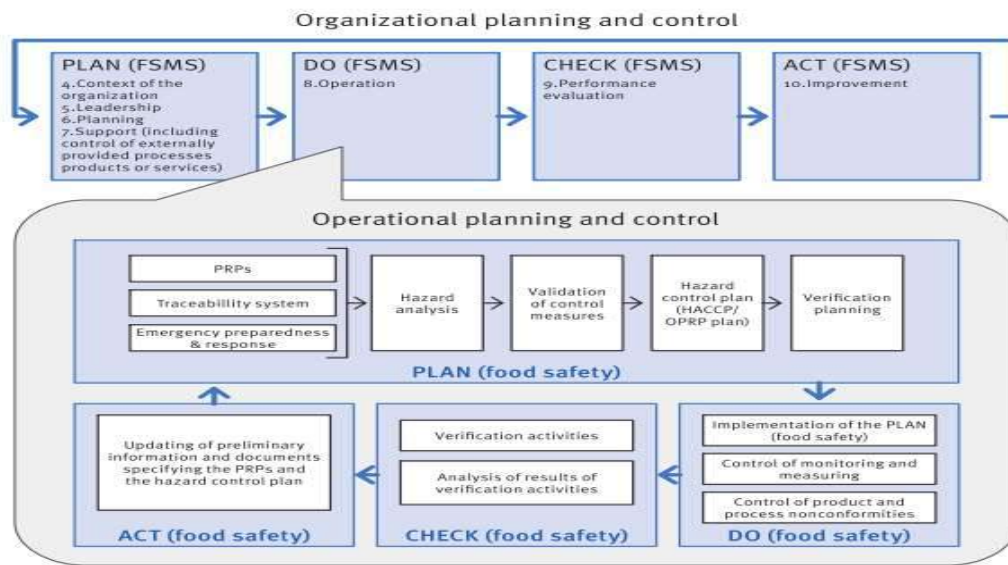 Organizational planning and control
PLAN (FSMS)
4.Context of the
organization
5.Leadership
6.Planning
7.Support (including
control of externally
provided processes
products or services)
DO (FSMS)
8.Operation
CHECK (FSMS)
9.Performance
evaluation
ACT (FSMS)
10.Improvement
Operational planning and control
PRPs
Traceabillity system
Emergency preparedness
& response
Hazard
analysis
Validation
of control
measures
Hazard
control plan
(HACCP/
OPRP plan)
Verification
planning
PLAN (food safety)
Updating of preliminary
information and documents
specifying the PRPs and
the hazard control plan
ACT (food safety)
Verification activities
Analysis of results of
verification activities
CHECK (food safety)
Implementation of the PLAN
(food safety)
Control of monitoring and
measuring
Control of product and
process nonconformities
DO (food safety)